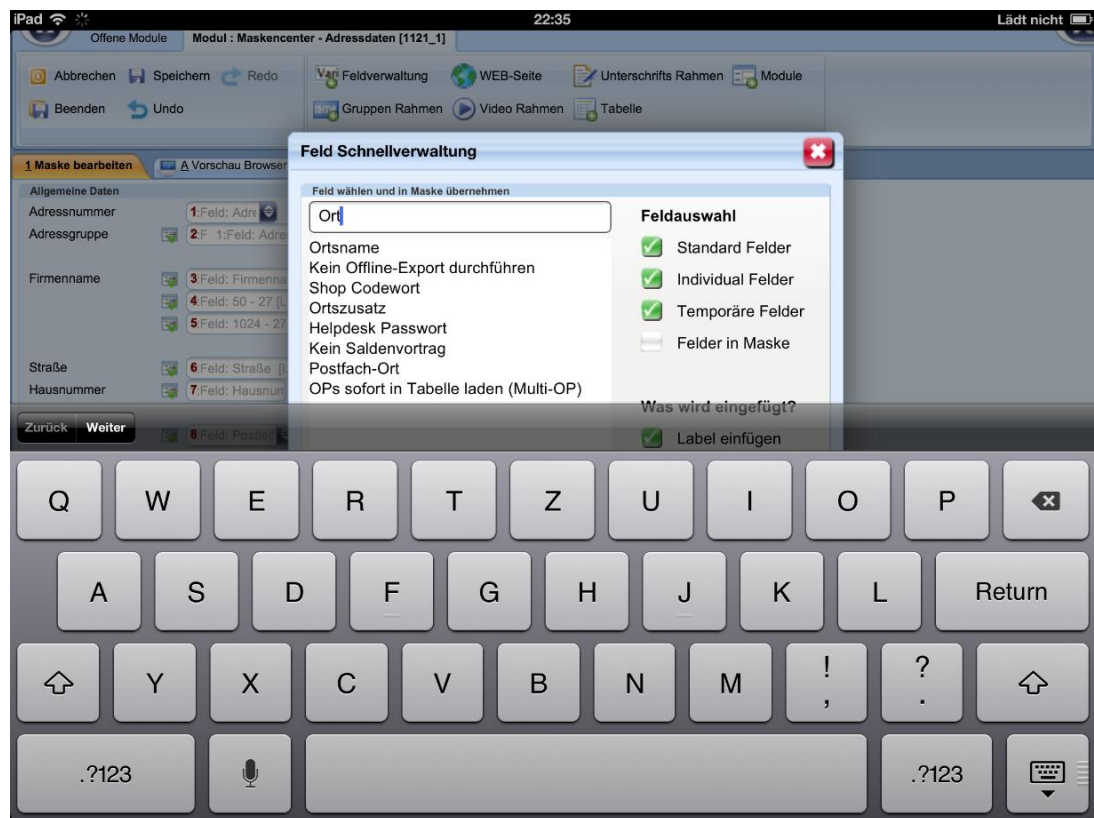 iPad 22:35 Lädt nicht
Offene Module Modul : Maskencenter - Adressdaten [1121_1]
Abbrechen Speichern Redo Vari Feldverwaltung WEB-Seite Unterschrifts Rahmen Module
Beenden Undo Gruppen Rahmen Video Rahmen Tabelle
Feld Schnellverwaltung
1 Maske bearbeiten A Vorschau Browser
Allgemeine Daten
Feld wählen und in Maske übernehmen
Adressnummer 1:Feld: Adre
Ort
Feldauswahl
Adressgruppe 2:F 1:Feld: Adre
Ortsname
Standard Felder
Kein Offline-Export durchführen
Firmenname 3:Feld: Firmenna
Individual Felder
Shop Codewort
4:Feld: 50 - 27 [L
Ortszusatz
Temporäre Felder
5:Feld: 1024 - 27
Helpdesk Passwort
Kein Saldenvortrag
Felder in Maske
Straße 6:Feld: Straße [L
Postfach-Ort
Hausnummer 7:Feld: Hausnun
OPs sofort in Tabelle laden (Multi-OP)
Was wird eingefügt?
Zurück Weiter
8:Feld: Postlei
Label einfügen
Q W E R T Z U I O P
A S D F G H J K L Return
Y X C V B N M ! , ? .
.?123 .?123